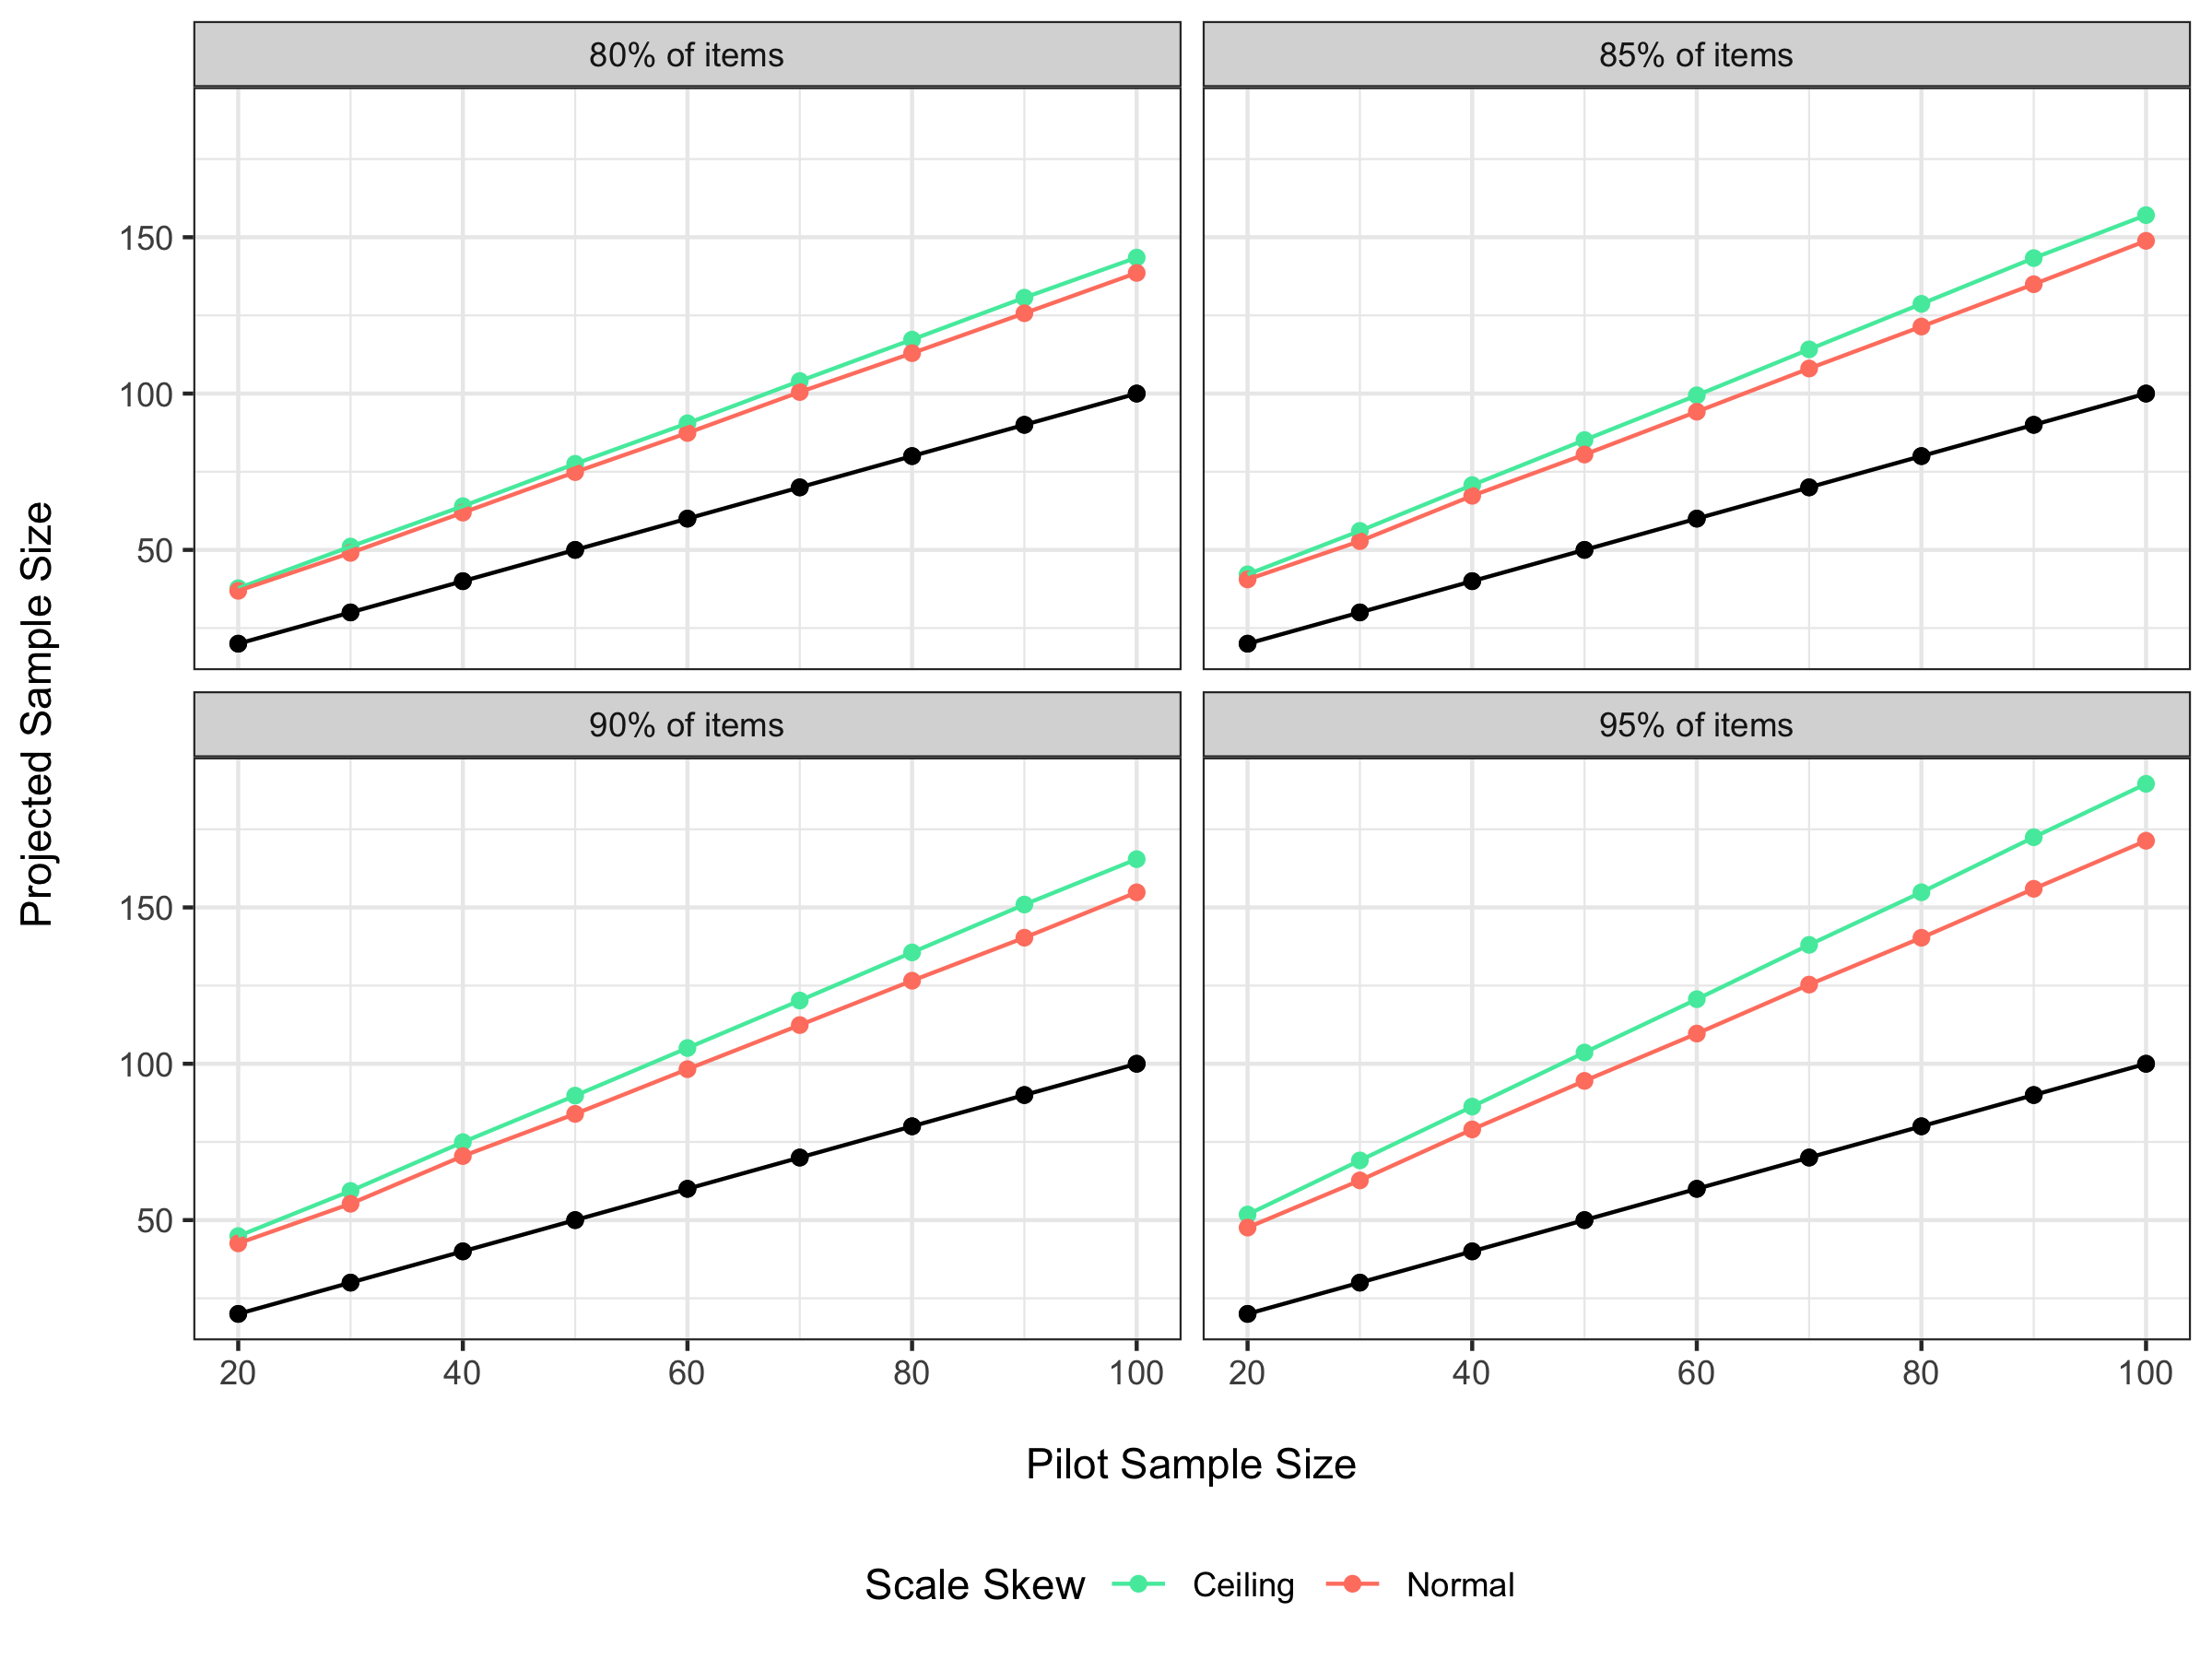 80% of items
85% of items
150
100
50
90% of items
95% of items
150
100
50
20 40 60 80 100
20 40 60 80 100
Projected Sample Size
Pilot Sample Size
Scale Skew Ceiling Normal